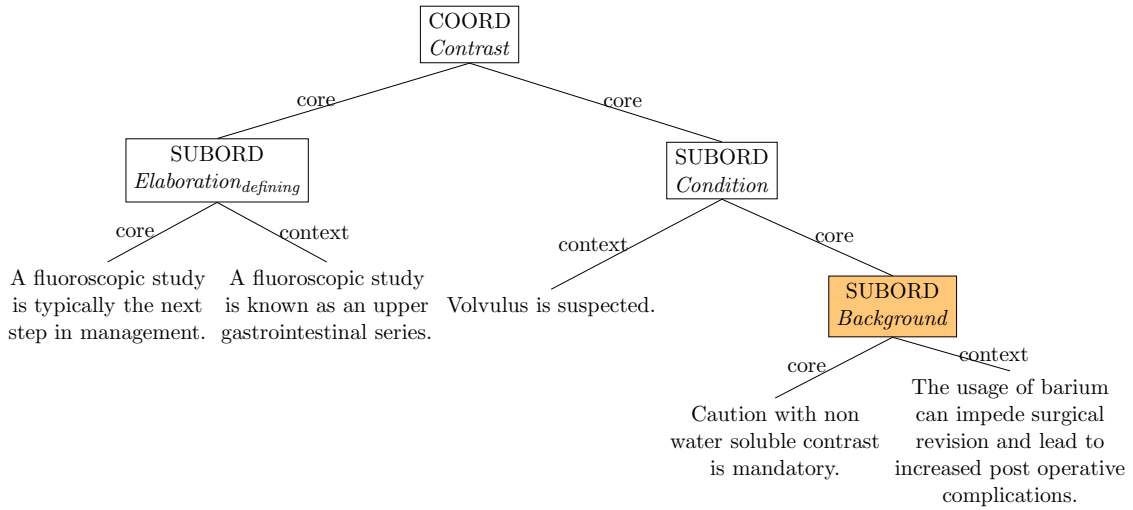 COORD
Contrast
core
core
SUBORD
Elaboration_defining
SUBORD
Condition
core
context
context
core
A fluoroscopic study
is typically the next
step in management.
A fluoroscopic study
is known as an upper
gastrointestinal series.
Volvulus is suspected.
SUBORD
Background
core
context
Caution with non
water soluble contrast
is mandatory.
The usage of barium
can impede surgical
revision and lead to
increased post operative
complications.